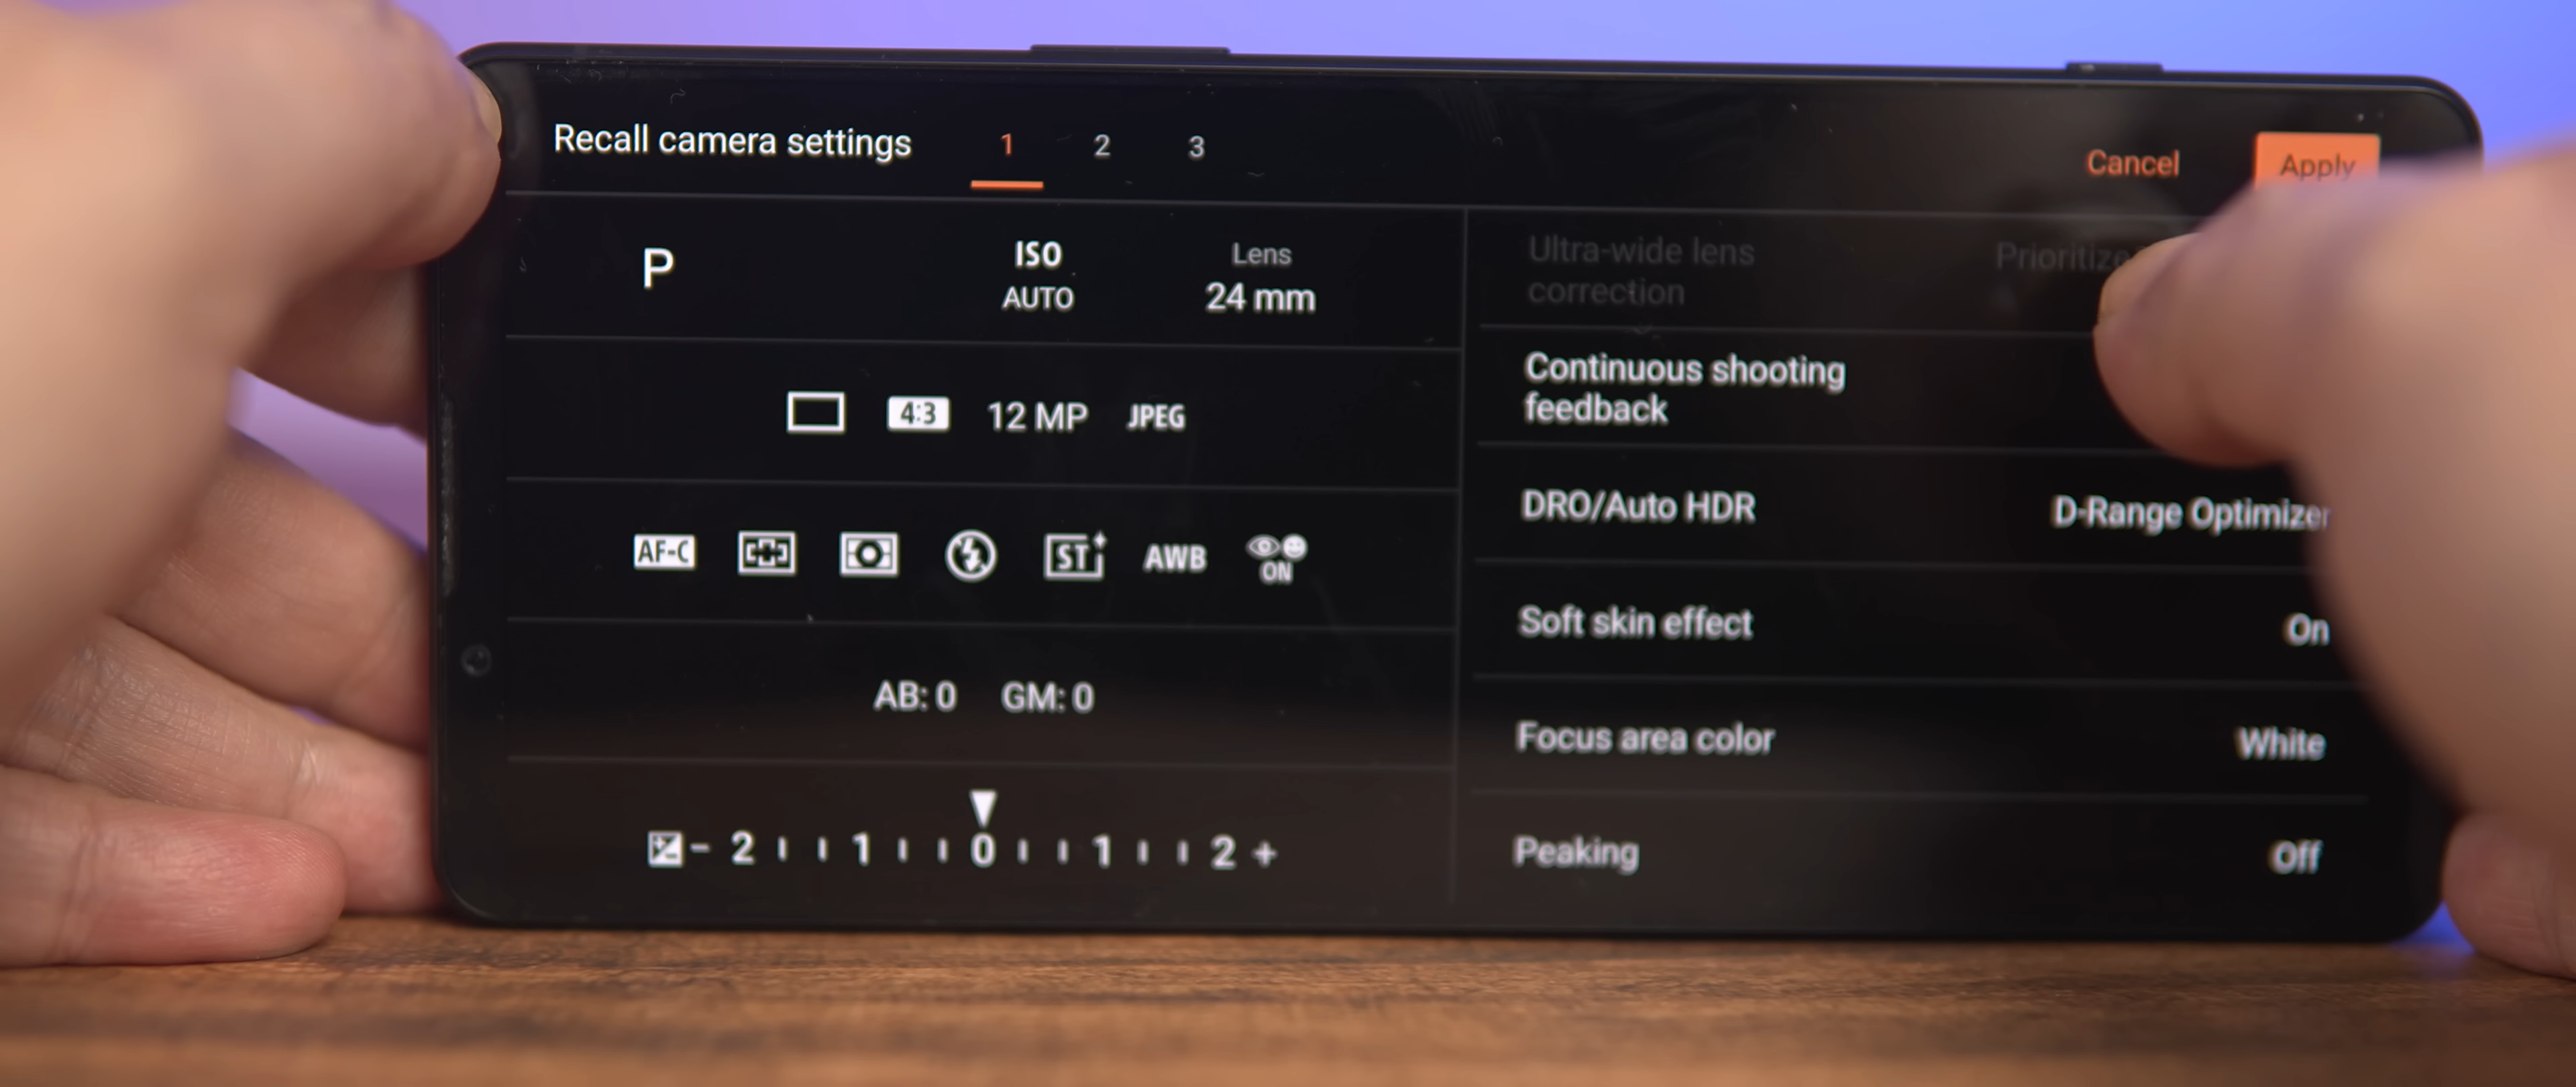 Recall camera settings 1 2 3 Cancel Apply
P ISO AUTO Lens 24 mm
4:3 12 MP JPEG
AF-C ST AWB ON
AB: 0 GM: 0
- 2 1 0 1 2 +
Ultra-wide lens correction
Continuous shooting feedback
DRO/Auto HDR D-Range Optimizer
Soft skin effect On
Focus area color White
Peaking Off